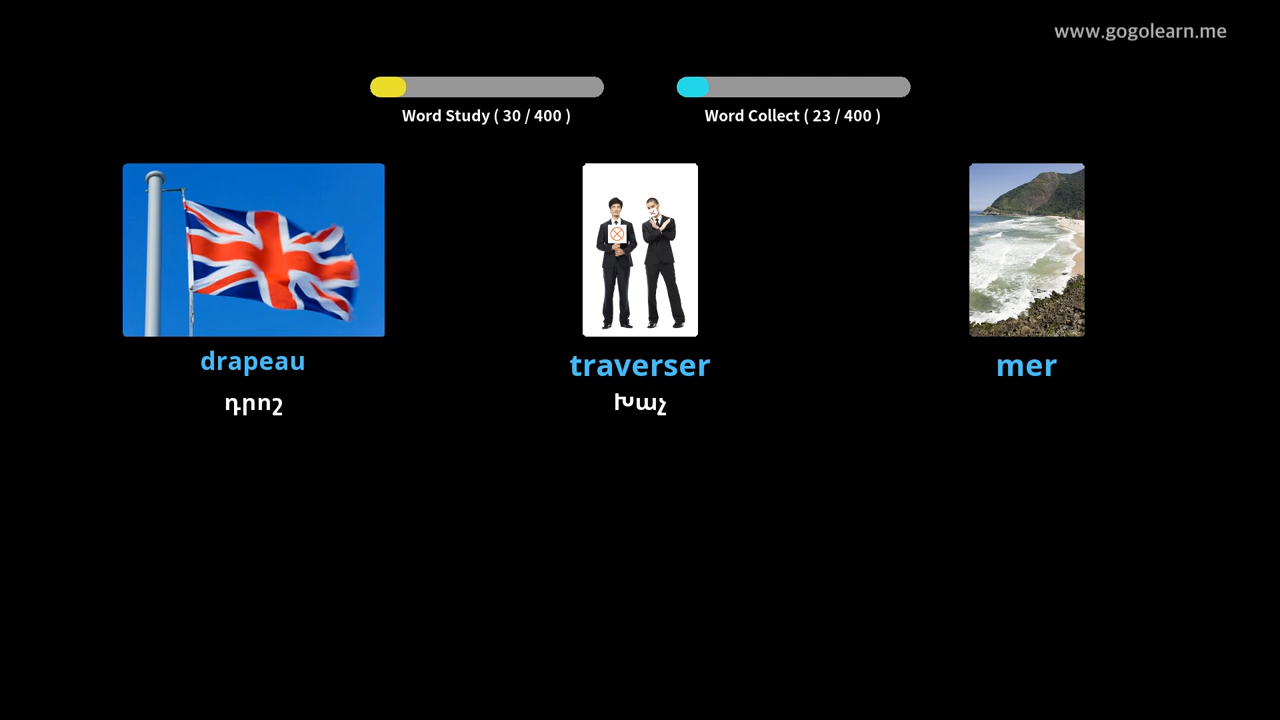 www.gogolearn.me
Word Study ( 30 / 400 )
Word Collect ( 23 / 400 )
drapeau
traverser
mer
դրոշ
Խաչ